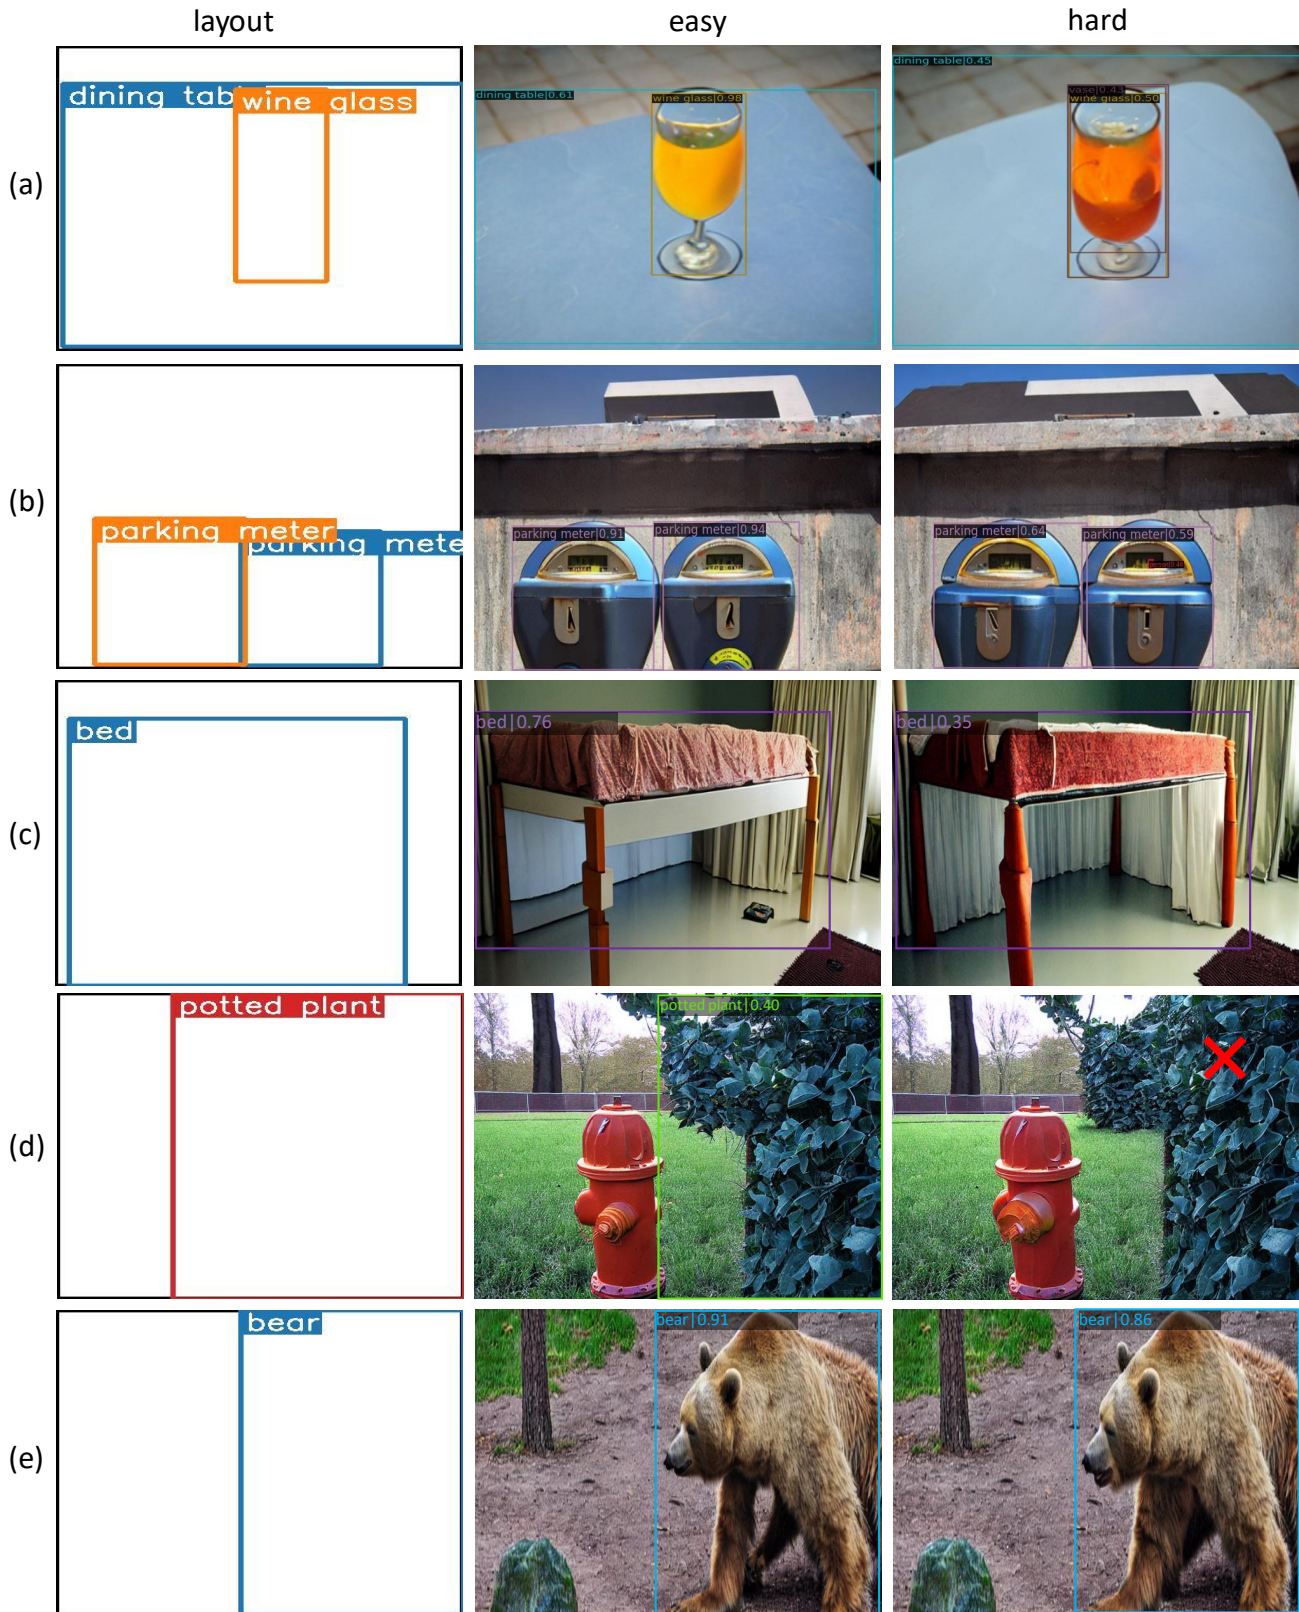 layout easy hard
(a)
dining tab
wine glass
dining table|0.61
wine glass|0.98
dining table|0.45
vase|0.43
wine glass|0.50
(b)
parking meter
parking mete
parking meter|0.91
parking meter|0.94
parking meter|0.64
parking meter|0.59
(c)
bed
bed|0.76
bed|0.35
(d)
potted plant
potted plant|0.40
(e)
bear
bear|0.91
bear|0.86